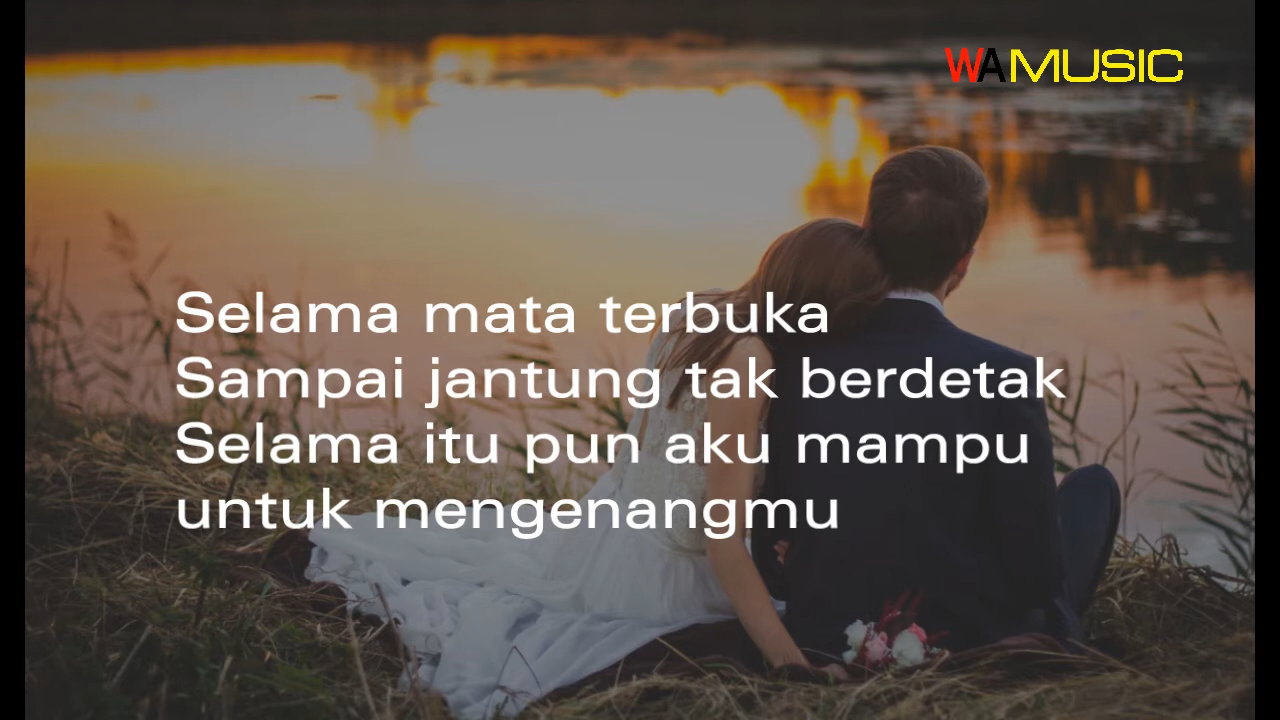 WAMUSIC
Selama mata terbuka
Sampai jantung tak berdetak
Selama itu pun aku mampu
untuk mengenangmu